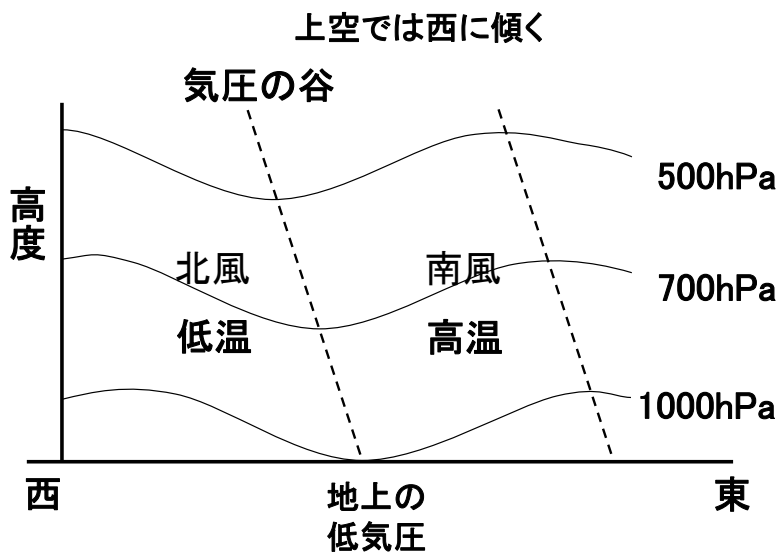 上空では西に傾く
気圧の谷
高度
500hPa
北風
南風
700hPa
低温
高温
1000hPa
西
地上の
低気圧
東